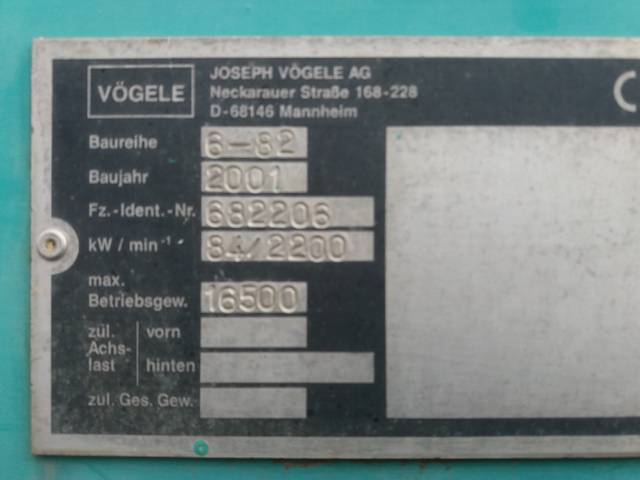 VÖGELE
JOSEPH VÖGELE AG
Neckarauer Straße 168-228
D-68146 Mannheim
Baureihe 6-82
Baujahr 2001
Fz.-Ident.-Nr. 682206
kW / min⁻¹ 84/2200
max.
Betriebsgew. 16500
zul. Achs-last vorn
hinten
zul. Ges. Gew.